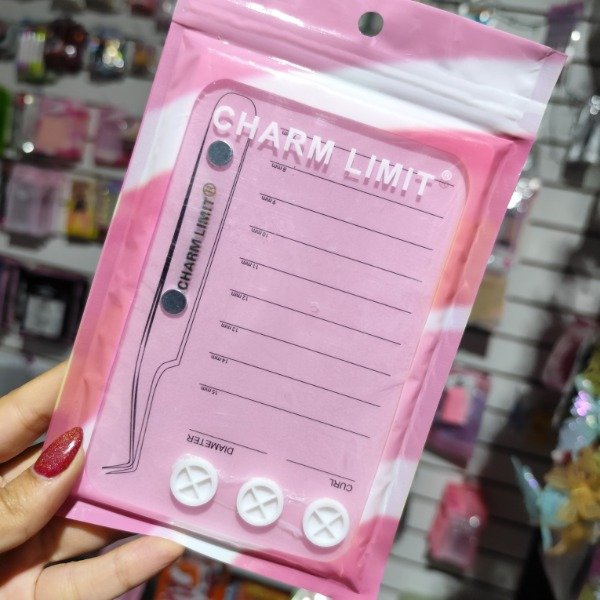 CHARM LIMIT®
CHARM LIMIT®
8 mm
9 mm
10 mm
11 mm
12 mm
13 mm
14 mm
15 mm
DIAMETER
CURL